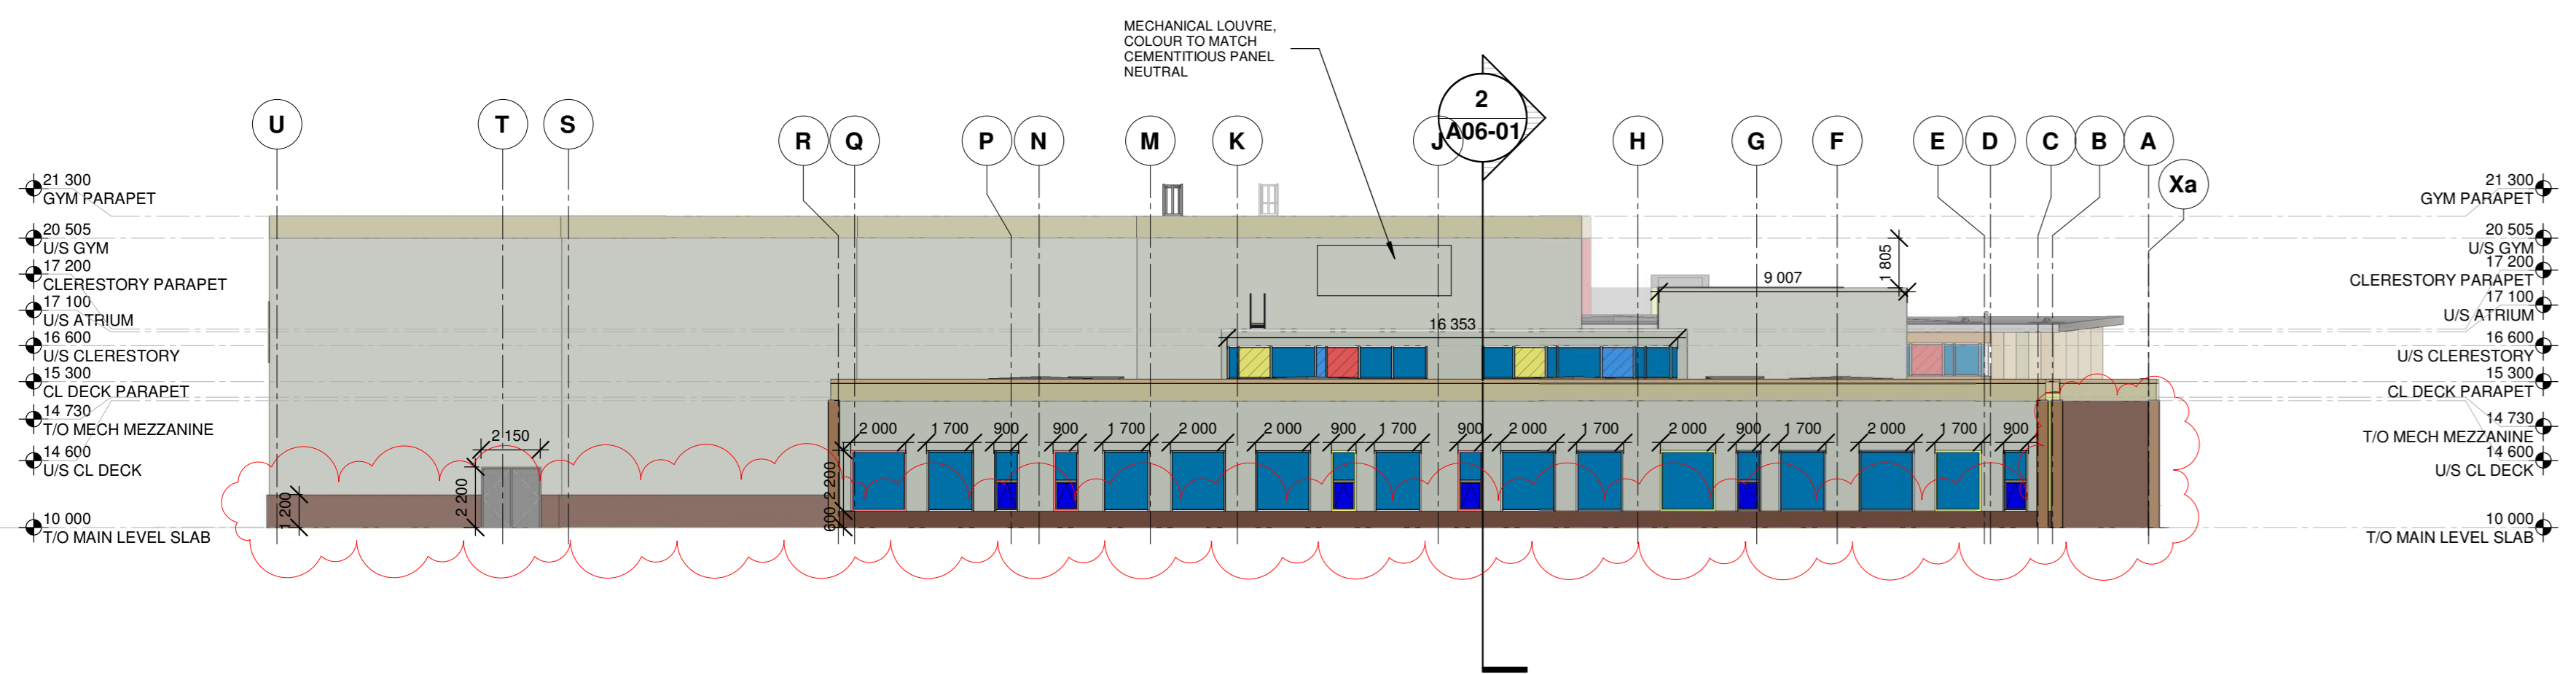 MECHANICAL LOUVRE,
COLOUR TO MATCH
CEMENTITIOUS PANEL
NEUTRAL
2
A06-01
U
T
S
R
Q
P
N
M
K
J
H
G
F
E
D
C
B
A
Xa
21 300
GYM PARAPET
20 505
U/S GYM
17 200
CLERESTORY PARAPET
17 100
U/S ATRIUM
16 600
U/S CLERESTORY
15 300
CL DECK PARAPET
14 730
T/O MECH MEZZANINE
14 600
U/S CL DECK
10 000
T/O MAIN LEVEL SLAB
21 300
GYM PARAPET
20 505
U/S GYM
17 200
CLERESTORY PARAPET
17 100
U/S ATRIUM
16 600
U/S CLERESTORY
15 300
CL DECK PARAPET
14 730
T/O MECH MEZZANINE
14 600
U/S CL DECK
10 000
T/O MAIN LEVEL SLAB
1 805
9 007
16 353
2 150
2 200
1 200
2 200
600
2 000
1 700
900
900
1 700
2 000
2 000
900
1 700
900
2 000
1 700
2 000
900
1 700
2 000
1 700
900